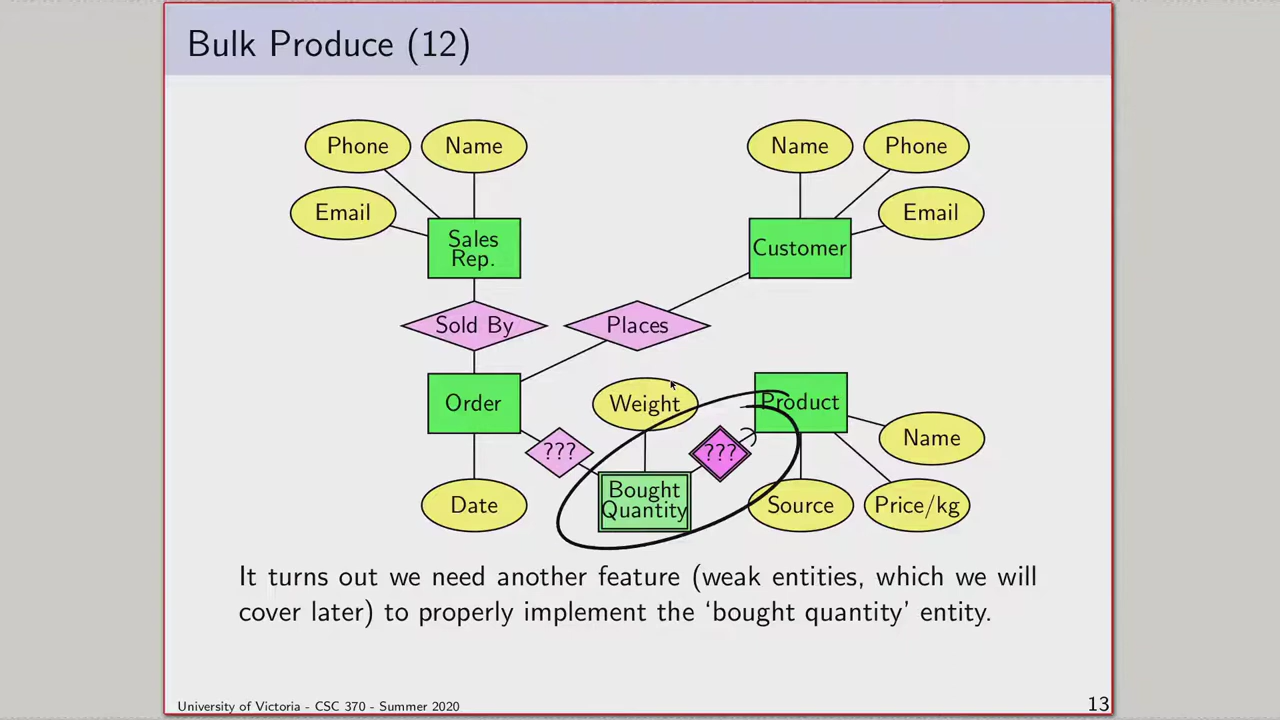 Bulk Produce (12)
Phone
Name
Name
Phone
Email
Email
Sales
Rep.
Customer
Sold By
Places
Order
Weight
Product
Name
???
???
Bought
Quantity
Date
Source
Price/kg
It turns out we need another feature (weak entities, which we will
cover later) to properly implement the ‘bought quantity’ entity.
University of Victoria - CSC 370 - Summer 2020
13